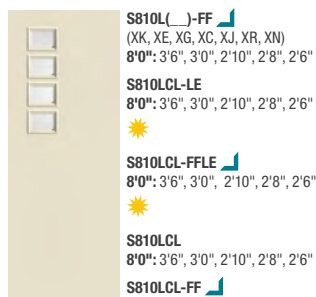 S810L(__)-FF
(XK, XE, XG, XC, XJ, XR, XN)
8'0": 3'6", 3'0", 2'10", 2'8", 2'6"
S810LCL-LE
8'0": 3'6", 3'0", 2'10", 2'8", 2'6"
S810LCL-FFLE
8'0": 3'6", 3'0", 2'10", 2'8", 2'6"
S810LCL
8'0": 3'6", 3'0", 2'10", 2'8", 2'6"
S810LCL-FF